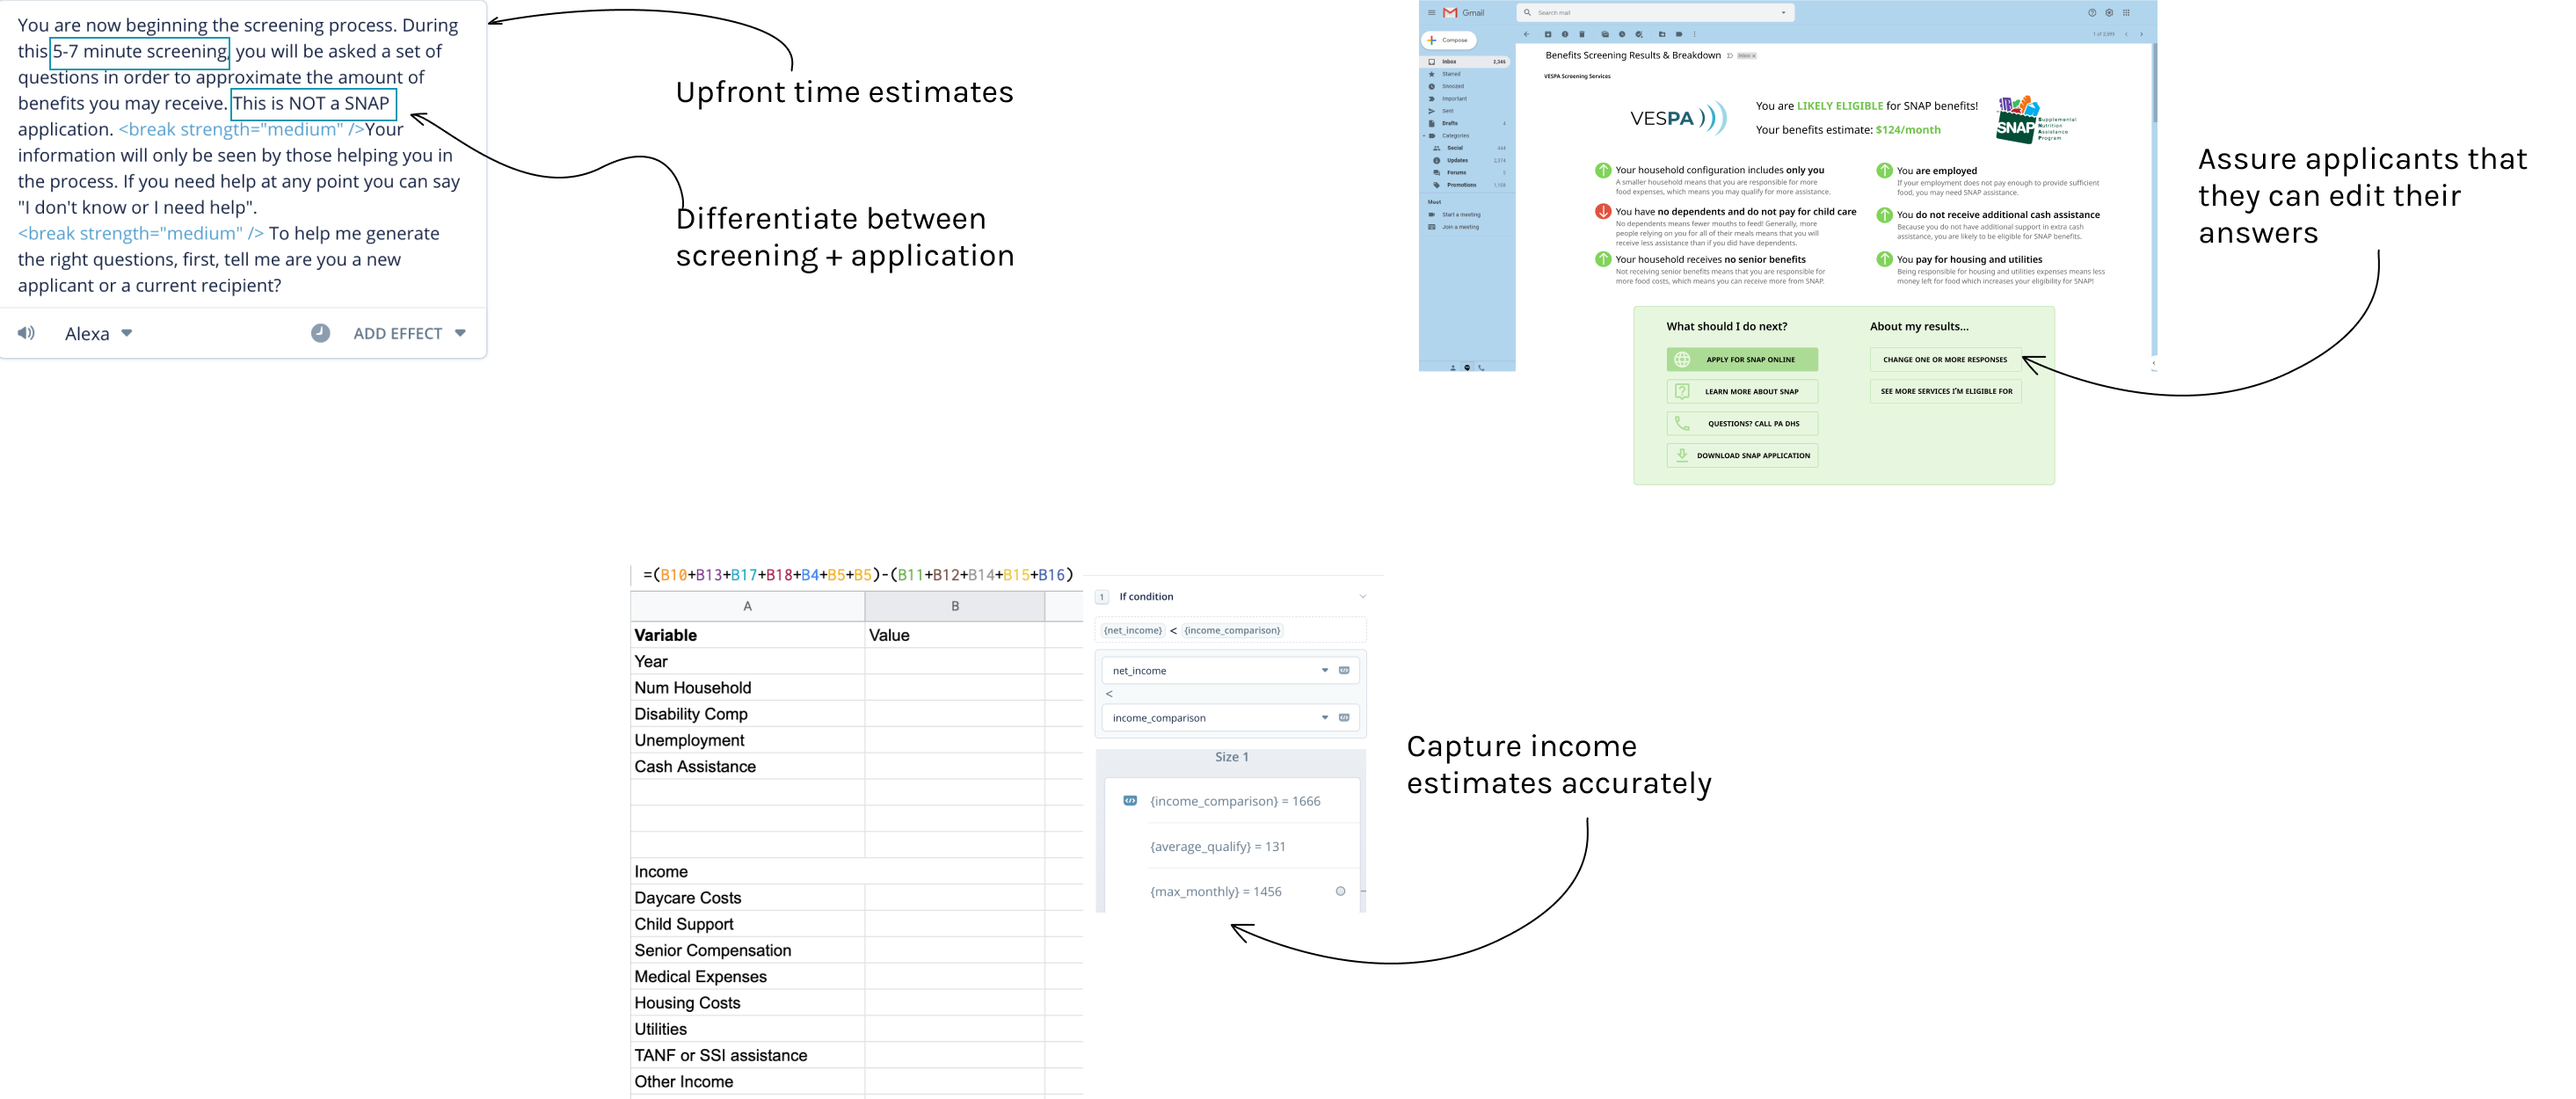 You are now beginning the screening process. During
this 5-7 minute screening, you will be asked a set of
questions in order to approximate the amount of
benefits you may receive. This is NOT a SNAP
application. <break strength="medium" />Your
information will only be seen by those helping you in
the process. If you need help at any point you can say
"I don't know or I need help".
<break strength="medium" /> To help me generate
the right questions, first, tell me are you a new
applicant or a current recipient?
Alexa
ADD EFFECT
Upfront time estimates
Differentiate between
screening + application
Gmail
Search mail
Compose
Inbox 2,346
Starred
Snoozed
Important
Sent
Drafts 4
Categories
Social 444
Updates 2,374
Forums 5
Promotions 1,158
Meet
Start a meeting
Join a meeting
Benefits Screening Results & Breakdown
Inbox x
VESPA Screening Services
VESPA
You are LIKELY ELIGIBLE for SNAP benefits!
Your benefits estimate: $124/month
SNAP
Supplemental
Nutrition
Assistance
Program
Your household configuration includes only you
A smaller household means that you are responsible for more
food expenses, which means you may qualify for more assistance.
You have no dependents and do not pay for child care
No dependents means fewer mouths to feed! Generally, more
people relying on you for all of their meals means that you will
receive less assistance than if you did have dependents.
Your household receives no senior benefits
Not receiving senior benefits means that you are responsible for
more food costs, which means you can receive more from SNAP.
You are employed
If your employment does not pay enough to provide sufficient
food, you may need SNAP assistance.
You do not receive additional cash assistance
Because you do not have additional support in extra cash
assistance, you are likely to be eligible for SNAP benefits.
You pay for housing and utilities
Being responsible for housing and utilities expenses means less
money left for food which increases your eligibility for SNAP!
What should I do next?
APPLY FOR SNAP ONLINE
LEARN MORE ABOUT SNAP
QUESTIONS? CALL PA DHS
DOWNLOAD SNAP APPLICATION
About my results...
CHANGE ONE OR MORE RESPONSES
SEE MORE SERVICES I'M ELIGIBLE FOR
Assure applicants that
they can edit their
answers
=(B10+B13+B17+B18+B4+B5+B5)-(B11+B12+B14+B15+B16)
A B
Variable Value
Year
Num Household
Disability Comp
Unemployment
Cash Assistance
Income
Daycare Costs
Child Support
Senior Compensation
Medical Expenses
Housing Costs
Utilities
TANF or SSI assistance
Other Income
1 If condition
{net_income} < {income_comparison}
net_income
<
income_comparison
Size 1
{income_comparison} = 1666
{average_qualify} = 131
{max_monthly} = 1456
Capture income
estimates accurately